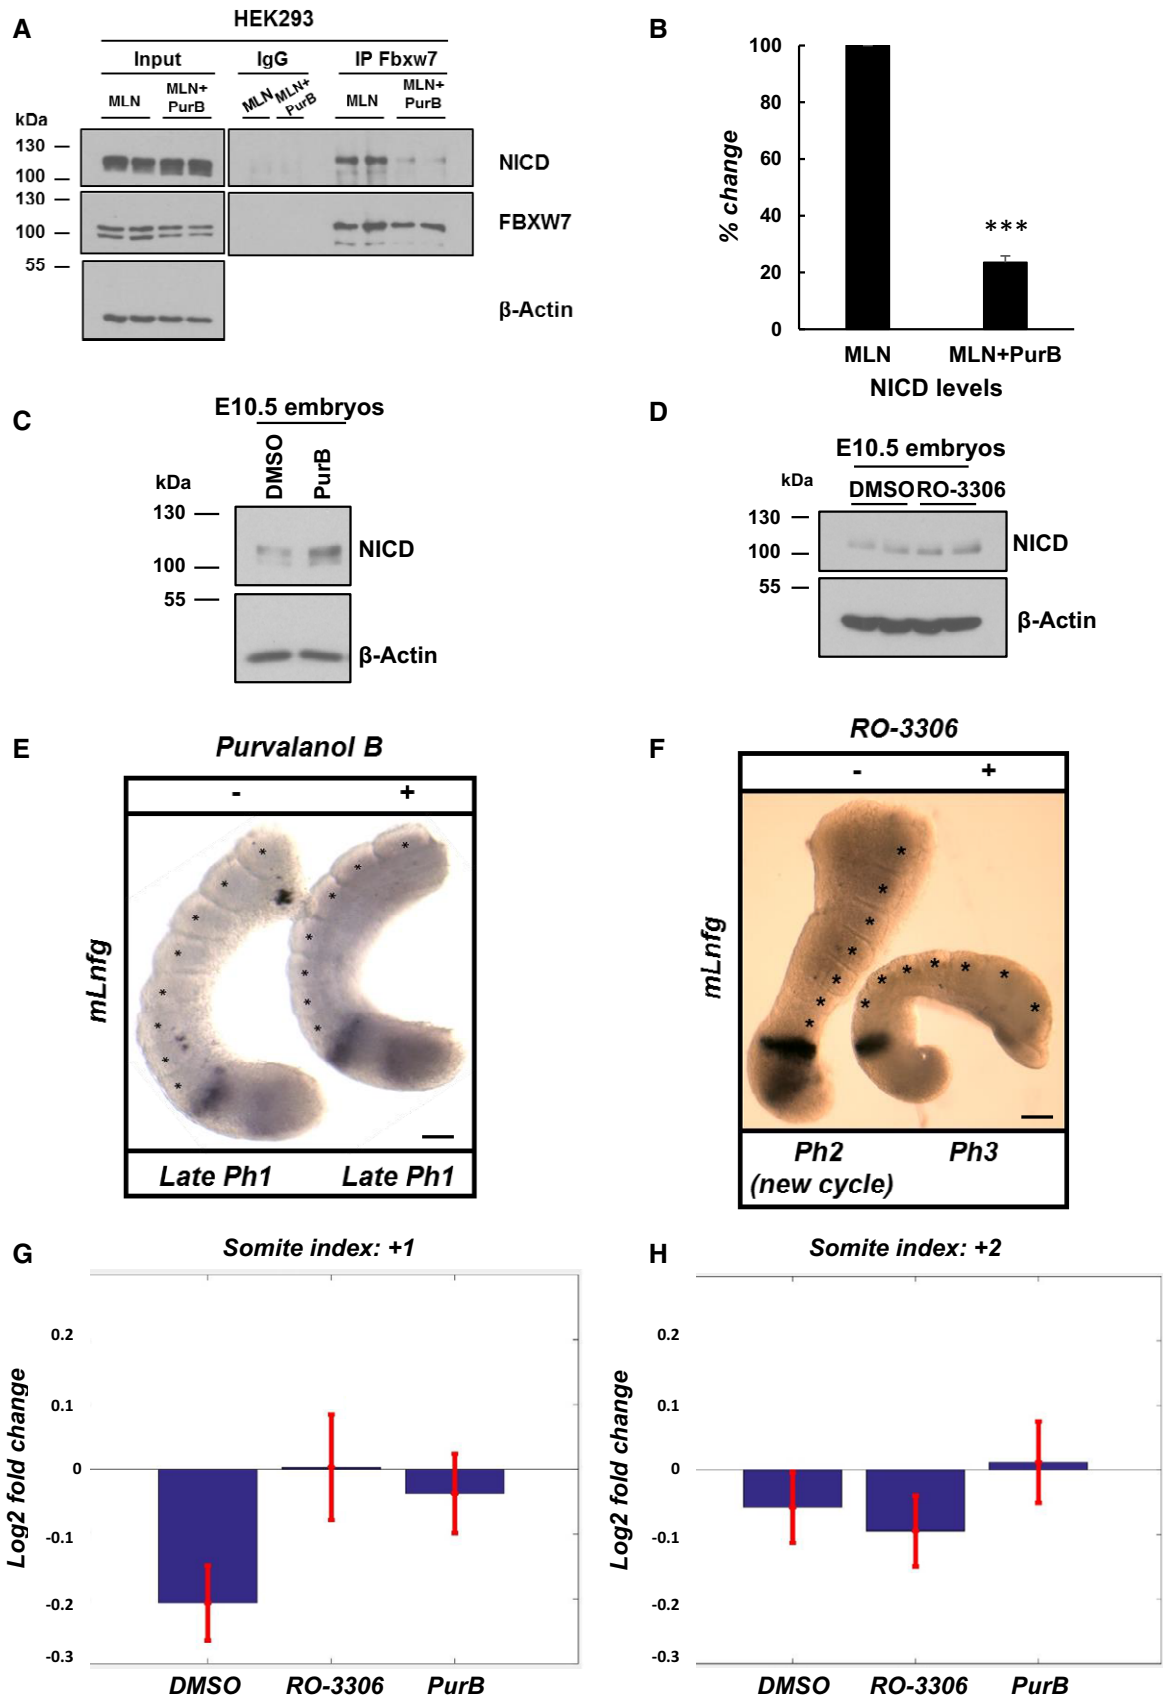 A
HEK293
Input
IgG
IP Fbxw7
MLN
MLN+
PurB
MLN
MLN+
PurB
MLN
MLN+
PurB
kDa
130
100
NICD
130
100
FBXW7
55
β-Actin
B
% change
100
80
60
40
20
0
***
MLN
MLN+PurB
NICD levels
C
E10.5 embryos
DMSO
PurB
kDa
130
100
NICD
55
β-Actin
D
E10.5 embryos
kDa
DMSO
RO-3306
130
100
NICD
55
β-Actin
E
Purvalanol B
-
+
mLnfg
Late Ph1
Late Ph1
F
RO-3306
-
+
mLnfg
Ph2
(new cycle)
Ph3
G
Somite index: +1
Log2 fold change
0.2
0.1
0
-0.1
-0.2
-0.3
DMSO
RO-3306
PurB
H
Somite index: +2
Log2 fold change
0.2
0.1
0
-0.1
-0.2
-0.3
DMSO
RO-3306
PurB